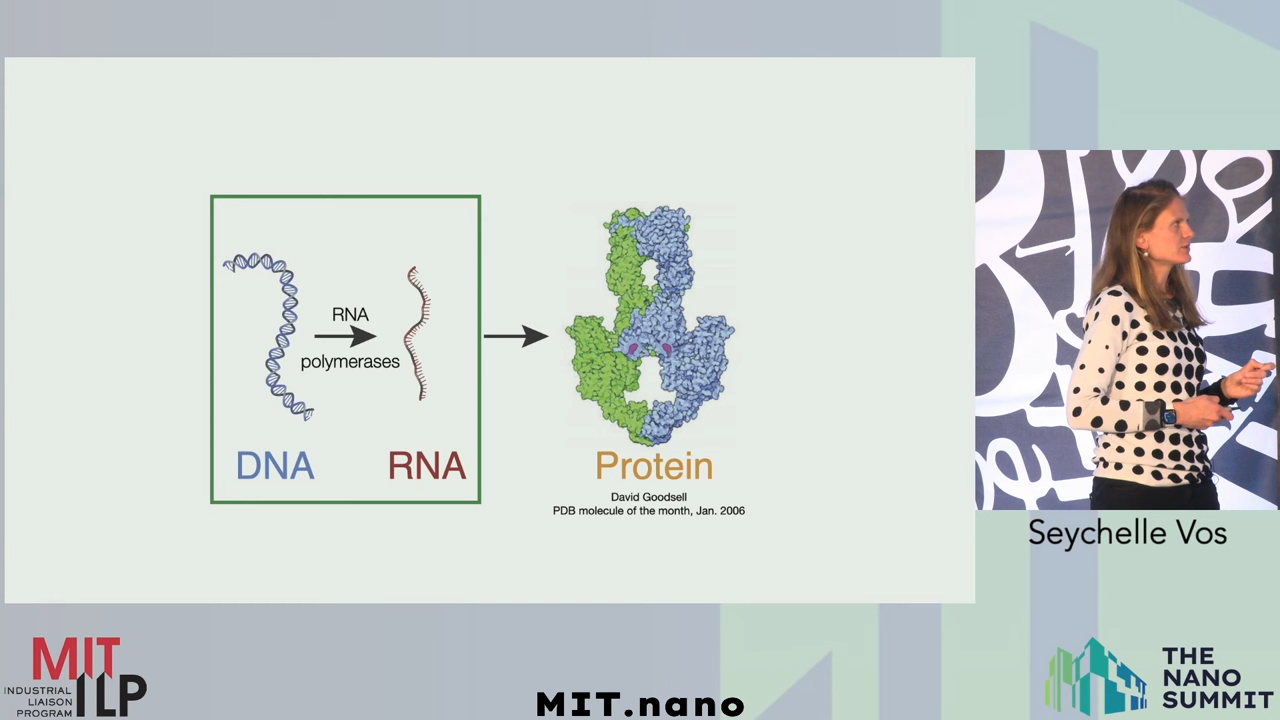 RNA
polymerases
DNA
RNA
Protein
David Goodsell
PDB molecule of the month, Jan. 2006
Seychelle Vos
MIT
ILP
INDUSTRIAL
LIAISON
PROGRAM
MIT.nano
THE
NANO
SUMMIT